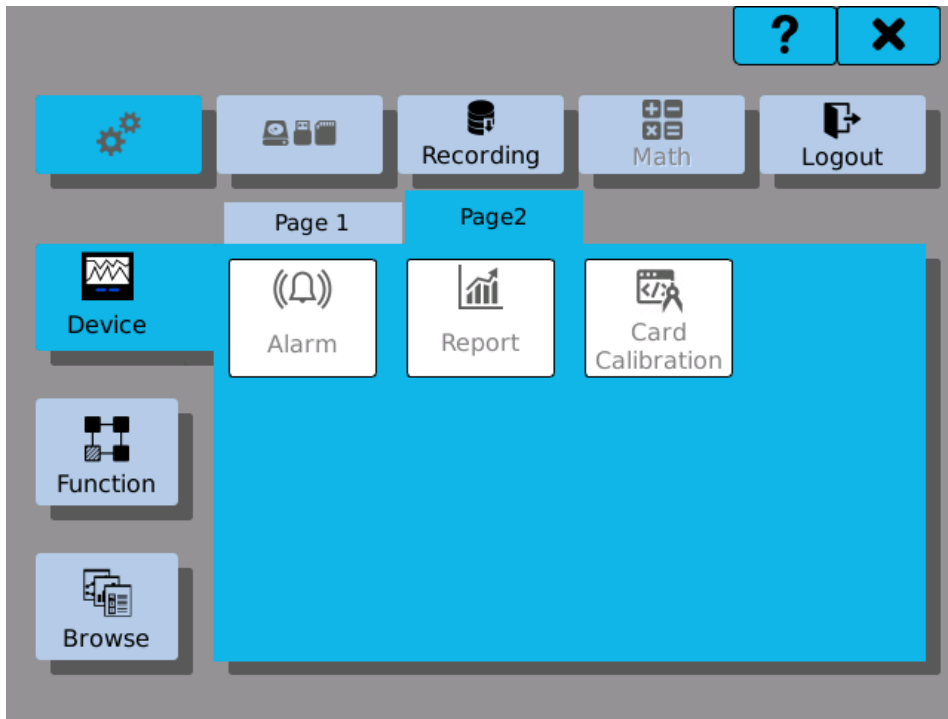 ?
Recording
Math
Logout
Page 1
Page2
Device
Alarm
Report
Card
Calibration
Function
Browse